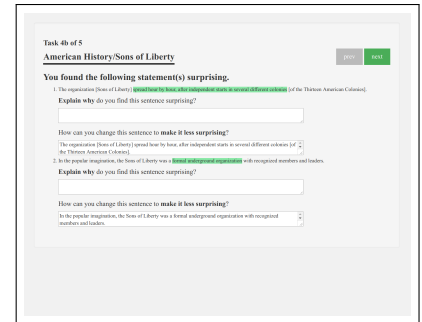 Task 4b of 5
American History/Sons of Liberty
prev next
You found the following statement(s) surprising.
1. The organization [Sons of Liberty] spread hour by hour, after independent starts in several different colonies [of the Thirteen American Colonies].
Explain why do you find this sentence surprising?
How can you change this sentence to make it less surprising?
The organization [Sons of Liberty] spread hour by hour, after independent starts in several different colonies [of
the Thirteen American Colonies].
2. In the popular imagination, the Sons of Liberty was a formal underground organization with recognized members and leaders.
Explain why do you find this sentence surprising?
How can you change this sentence to make it less surprising?
In the popular imagination, the Sons of Liberty was a formal underground organization with recognized
members and leaders.